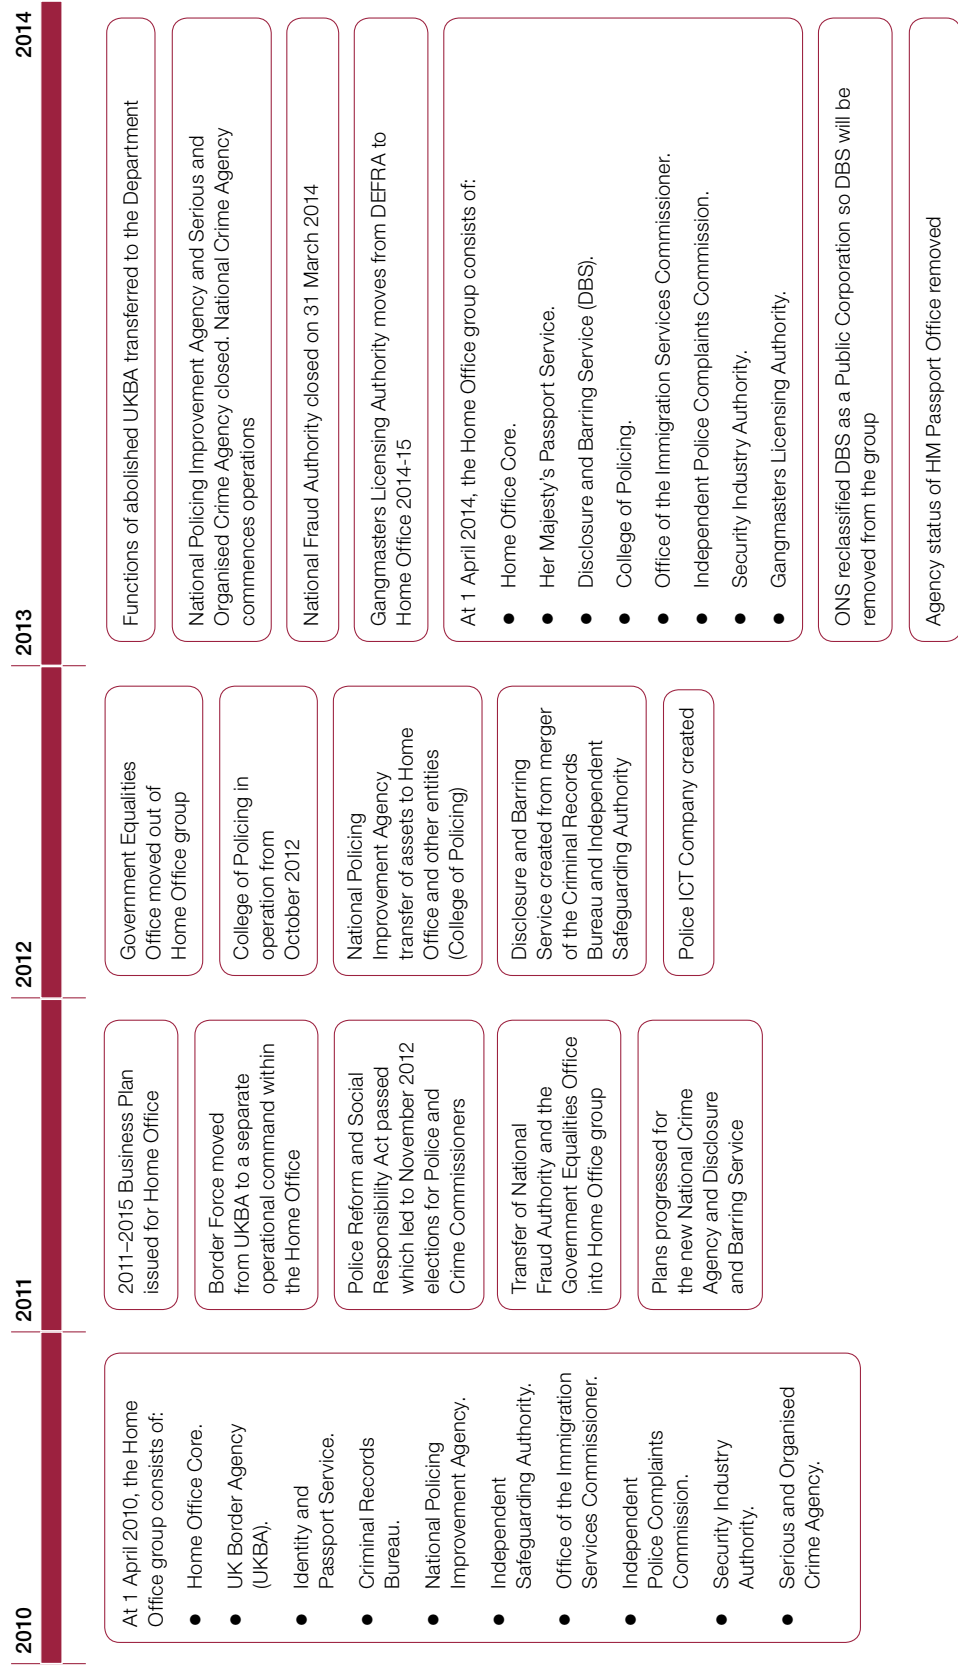 2010
2011
2012
2013
2014
At 1 April 2010, the Home
Office group consists of:
● Home Office Core.
● UK Border Agency
(UKBA).
● Identity and
Passport Service.
● Criminal Records
Bureau.
● National Policing
Improvement Agency.
● Independent
Safeguarding Authority.
● Office of the Immigration
Services Commissioner.
● Independent
Police Complaints
Commission.
● Security Industry
Authority.
● Serious and Organised
Crime Agency.
2011–2015 Business Plan
issued for Home Office
Border Force moved
from UKBA to a separate
operational command within
the Home Office
Police Reform and Social
Responsibility Act passed
which led to November 2012
elections for Police and
Crime Commissioners
Transfer of National
Fraud Authority and the
Government Equalities Office
into Home Office group
Plans progressed for
the new National Crime
Agency and Disclosure
and Barring Service
Government Equalities
Office moved out of
Home Office group
College of Policing in
operation from
October 2012
National Policing
Improvement Agency
transfer of assets to Home
Office and other entities
(College of Policing)
Disclosure and Barring
Service created from merger
of the Criminal Records
Bureau and Independent
Safeguarding Authority
Police ICT Company created
Functions of abolished UKBA transferred to the Department
National Policing Improvement Agency and Serious and
Organised Crime Agency closed. National Crime Agency
commences operations
National Fraud Authority closed on 31 March 2014
Gangmasters Licensing Authority moves from DEFRA to
Home Office 2014-15
At 1 April 2014, the Home Office group consists of:
● Home Office Core.
● Her Majesty's Passport Service.
● Disclosure and Barring Service (DBS).
● College of Policing.
● Office of the Immigration Services Commissioner.
● Independent Police Complaints Commission.
● Security Industry Authority.
● Gangmasters Licensing Authority.
ONS reclassified DBS as a Public Corporation so DBS will be
removed from the group
Agency status of HM Passport Office removed